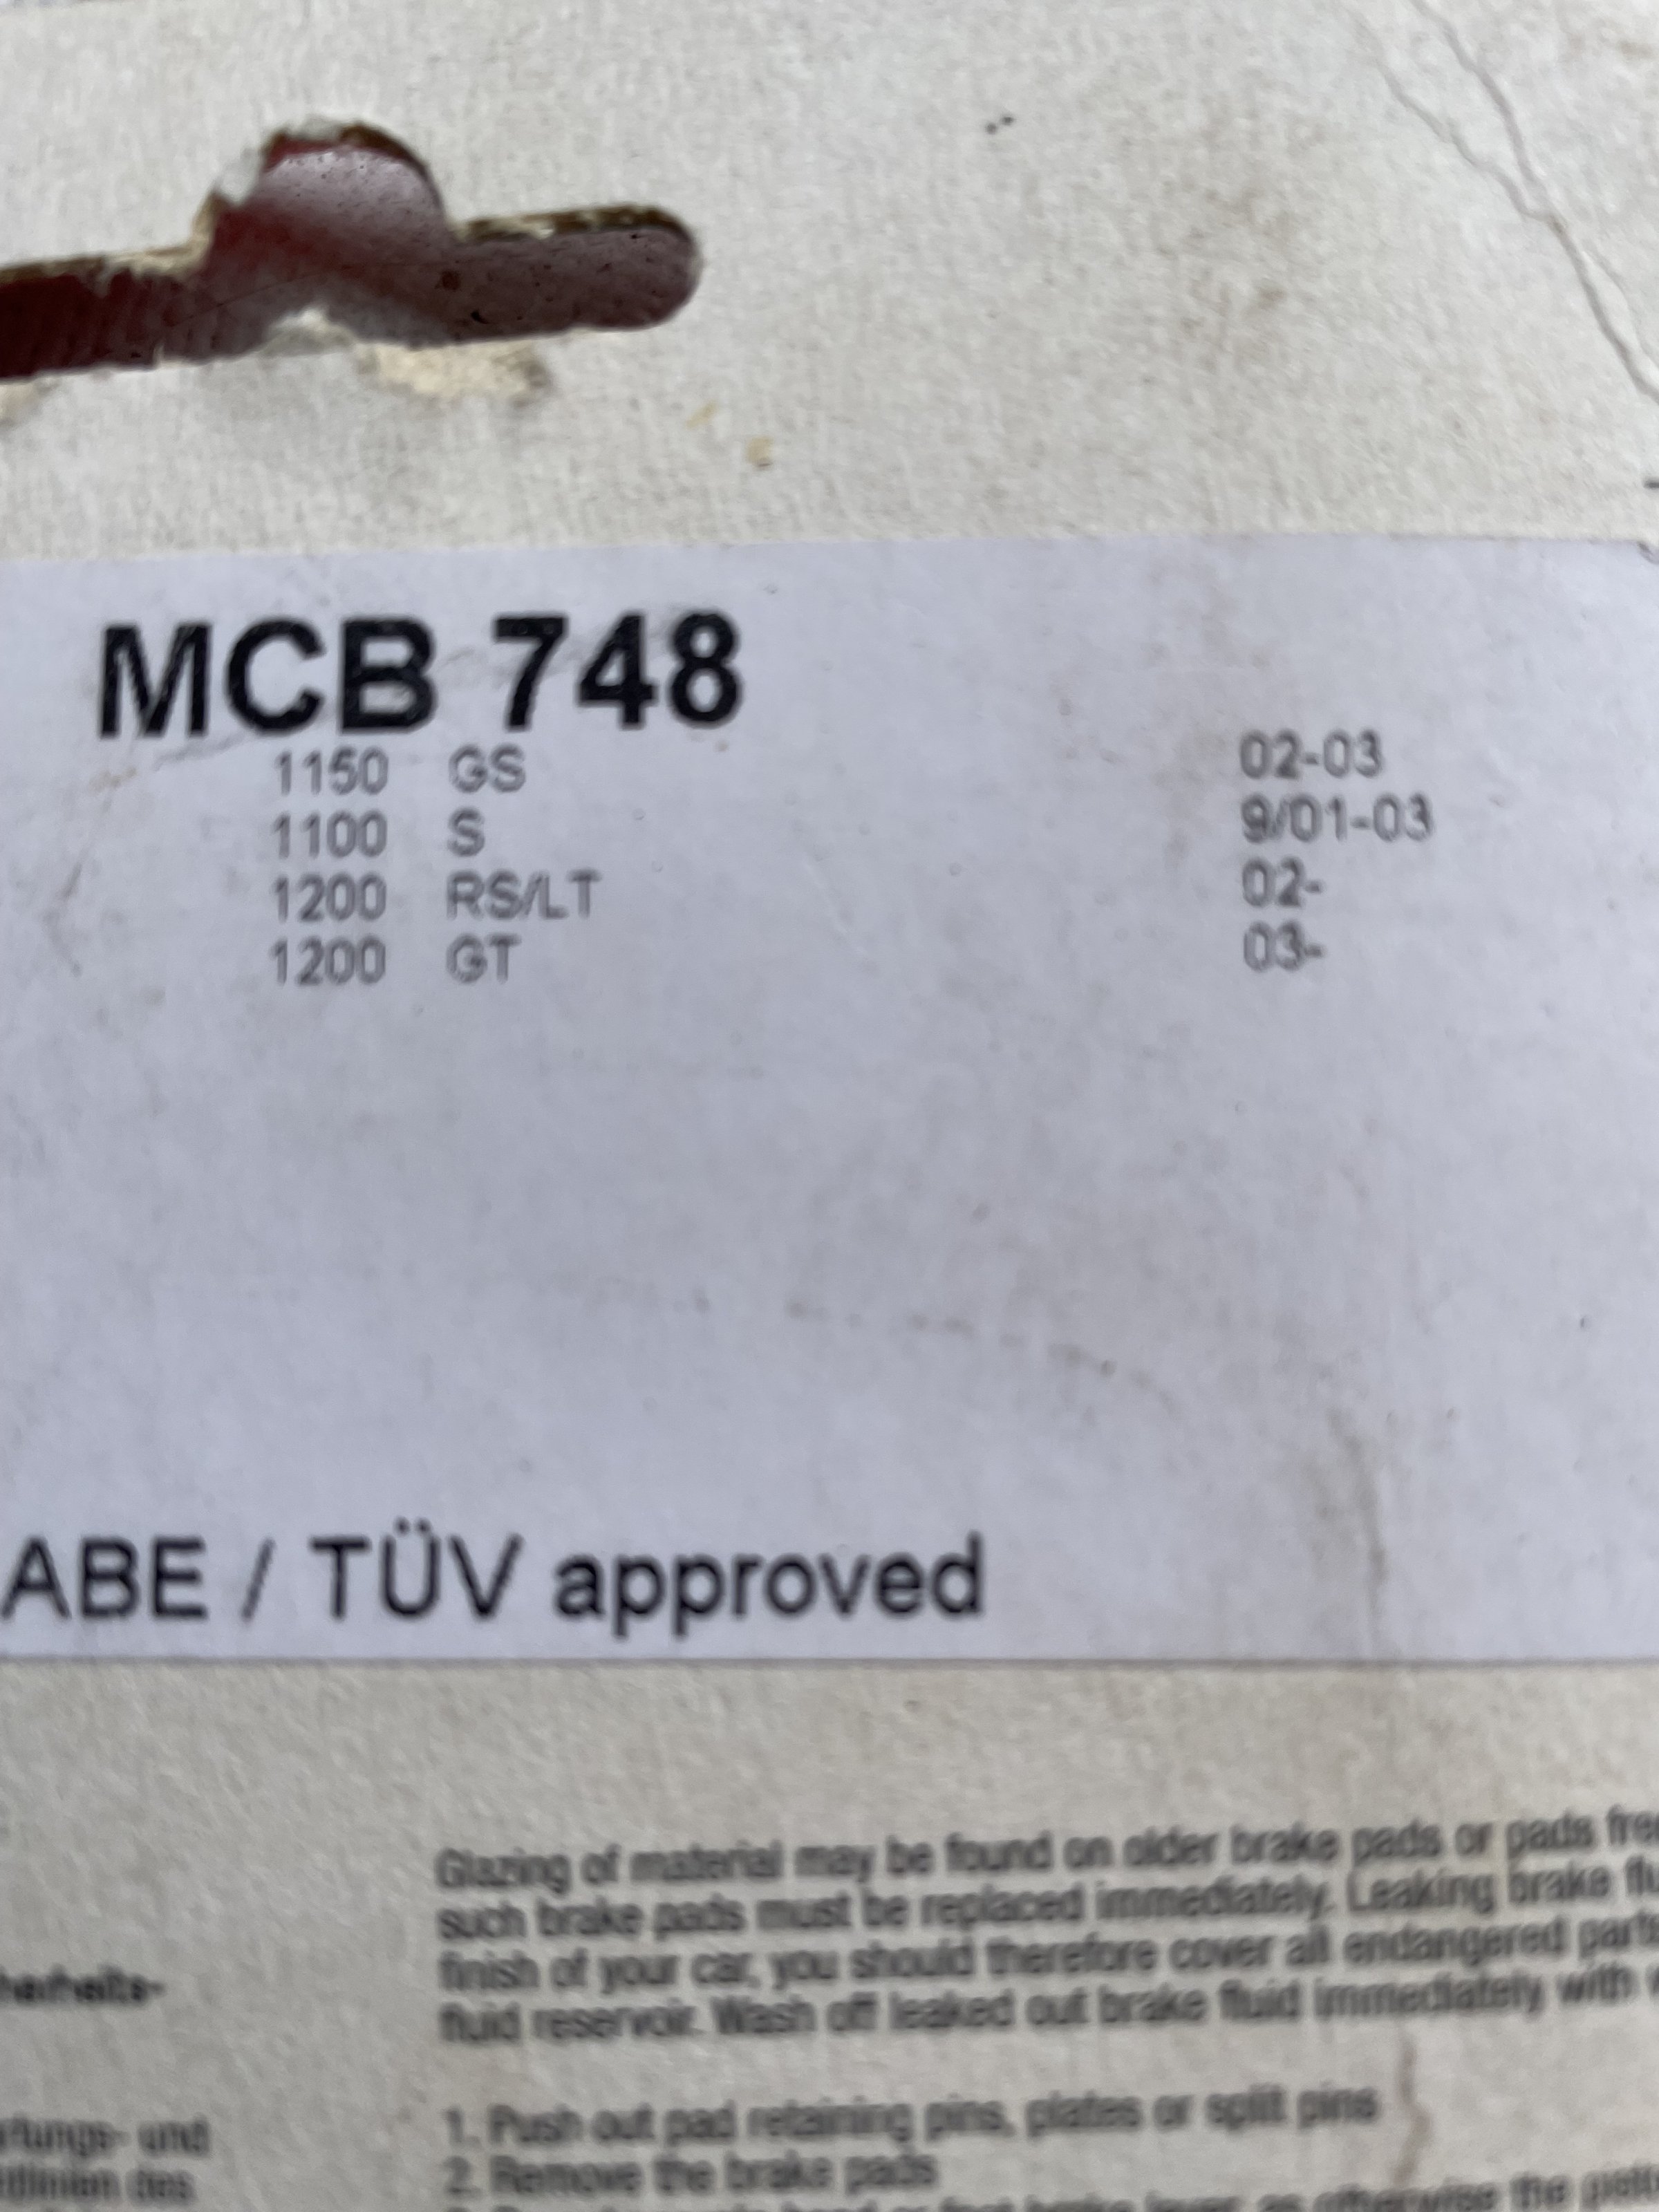 MCB 748
1150 GS 02-03
1100 S 9/01-03
1200 RS/LT 02-
1200 GT 03-
ABE / TÜV approved
Glazing of material may be found on older brake pads or pads
such brake pads must be replaced immediately. Leaking brake
finish of your car, you should therefore cover all endangered
fluid reservoir. Wash off leaked out brake fluid immediately with
und
des
1. Push out pad retaining pins, plates or split pins
2. Remove the brake pads